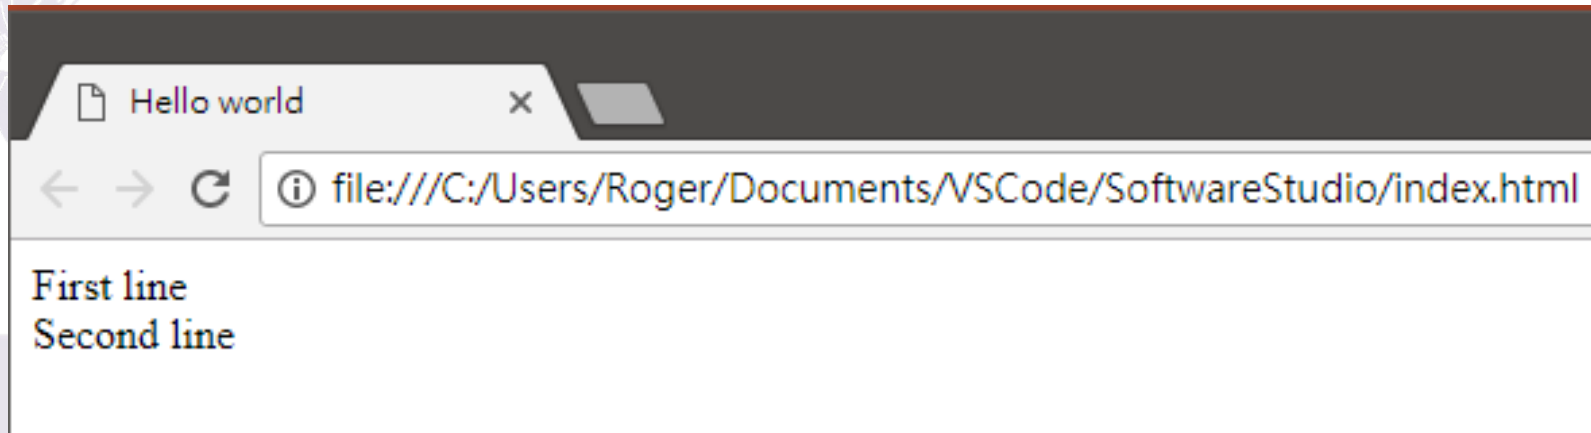 Hello world
file:///C:/Users/Roger/Documents/VSCode/SoftwareStudio/index.html
First line
Second line